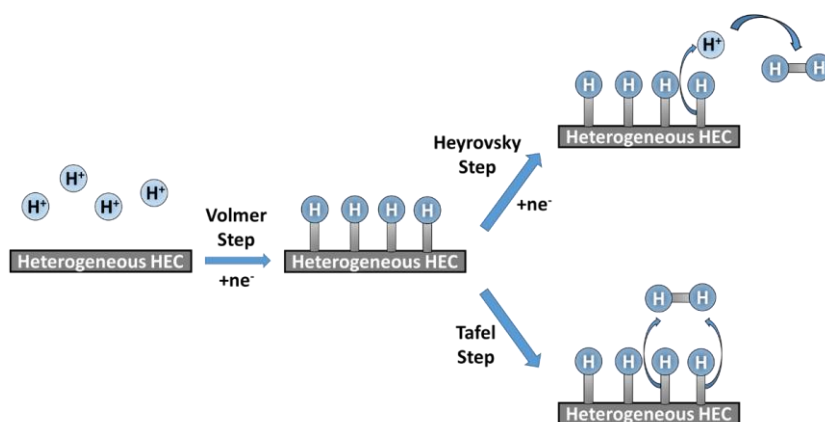 H⁺
H H
H H H H
Heterogeneous HEC
Heyrovsky
Step
+ne⁻
H⁺ H⁺ H⁺ H⁺
Heterogeneous HEC
Volmer
Step
+ne⁻
H H H H
Heterogeneous HEC
Tafel
Step
H H
H H H H
Heterogeneous HEC